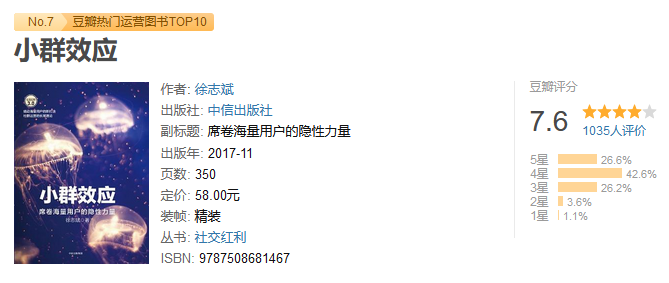 No.7 豆瓣热门运营图书TOP10
小群效应
小群效应
席卷海量用户的隐性力量
作者: 徐志斌
出版社: 中信出版社
副标题: 席卷海量用户的隐性力量
出版年: 2017-11
页数: 350
定价: 58.00元
装帧: 精装
丛书: 社交红利
ISBN: 9787508681467
豆瓣评分
7.6
1035人评价
5星 26.6%
4星 42.6%
3星 26.2%
2星 3.6%
1星 1.1%